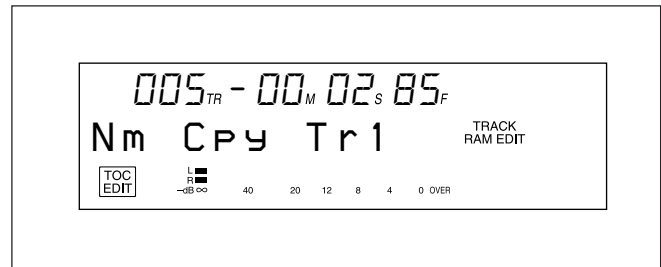 005TR-00M 02S 85F
Nm Cpy Tr1
TRACK
RAM EDIT
TOC
EDIT
L
R
-dB ∞ 40 20 12 8 4 0 OVER